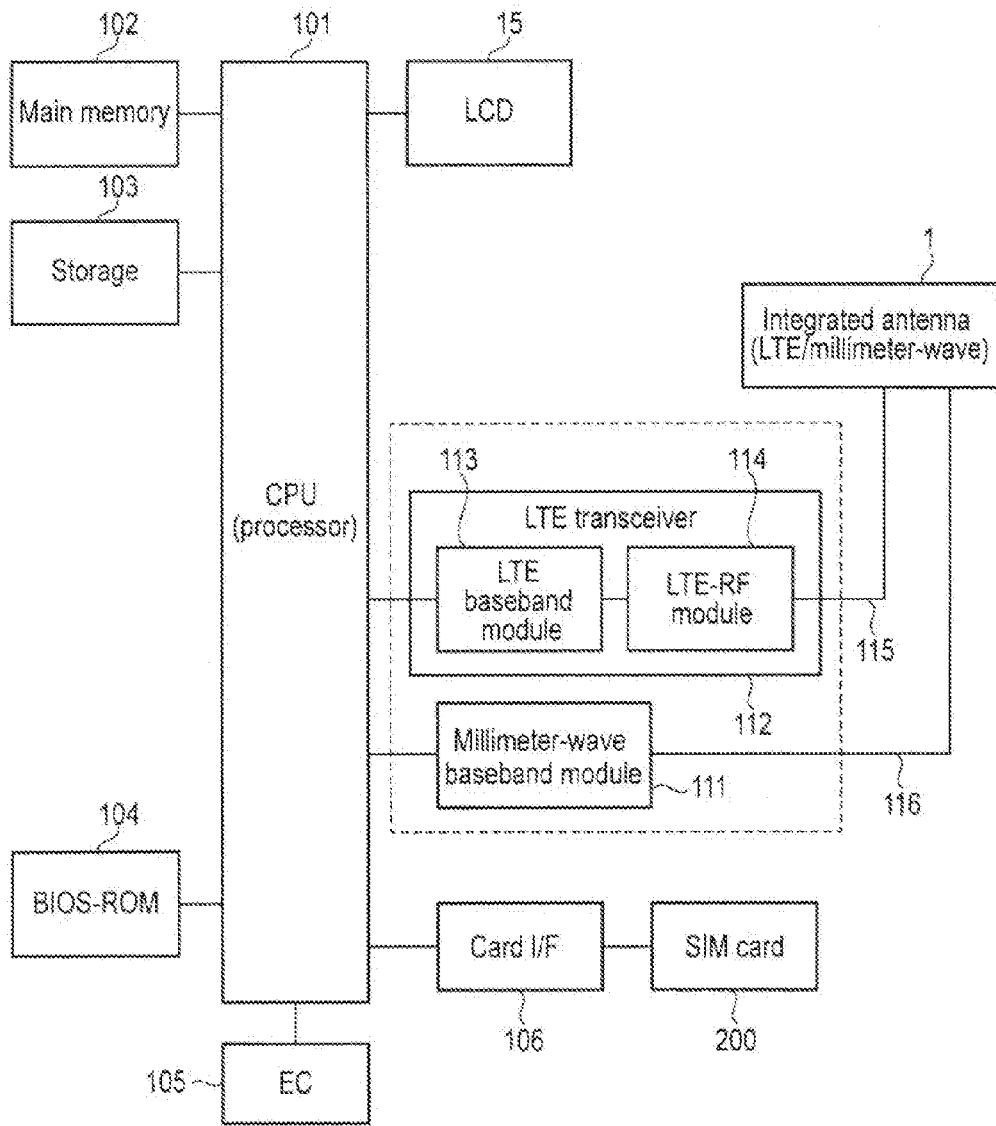 102
101
15
Main memory
LCD
103
Storage
1
Integrated antenna
(LTE/millimeter-wave)
113
114
CPU
(processor)
LTE transceiver
LTE
baseband
module
LTE-RF
module
115
112
Millimeter-wave
baseband module
111
116
104
BIOS-ROM
Card I/F
SIM card
106
200
105
EC